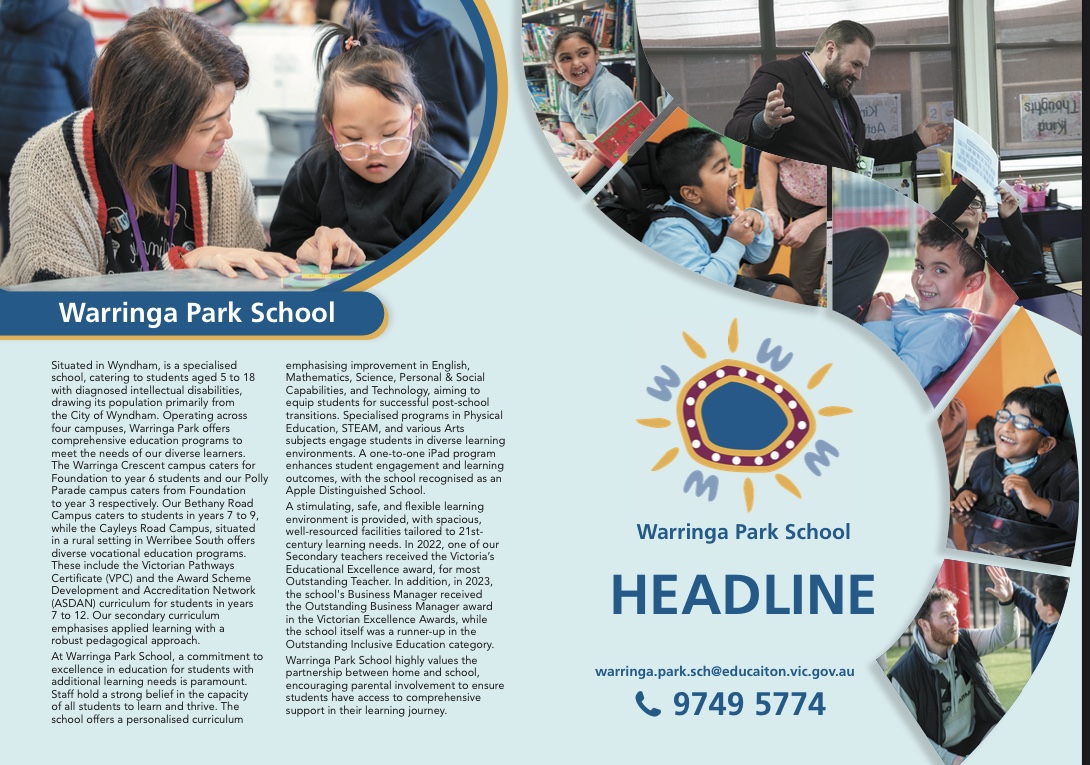 Warringa Park School
Situated in Wyndham, is a specialised
school, catering to students aged 5 to 18
with diagnosed intellectual disabilities,
drawing its population primarily from
the City of Wyndham. Operating across
four campuses, Warringa Park offers
comprehensive education programs to
meet the needs of our diverse learners.
The Warringa Crescent campus caters for
Foundation to year 6 students and our Polly
Parade campus caters from Foundation
to year 3 respectively. Our Bethany Road
Campus caters to students in years 7 to 9,
while the Cayleys Road Campus, situated
in a rural setting in Werribee South offers
diverse vocational education programs.
These include the Victorian Pathways
Certificate (VPC) and the Award Scheme
Development and Accreditation Network
(ASDAN) curriculum for students in years
7 to 12. Our secondary curriculum
emphasises applied learning with a
robust pedagogical approach.
At Warringa Park School, a commitment to
excellence in education for students with
additional learning needs is paramount.
Staff hold a strong belief in the capacity
of all students to learn and thrive. The
school offers a personalised curriculum
emphasising improvement in English,
Mathematics, Science, Personal & Social
Capabilities, and Technology, aiming to
equip students for successful post-school
transitions. Specialised programs in Physical
Education, STEAM, and various Arts
subjects engage students in diverse learning
environments. A one-to-one iPad program
enhances student engagement and learning
outcomes, with the school recognised as an
Apple Distinguished School.
A stimulating, safe, and flexible learning
environment is provided, with spacious,
well-resourced facilities tailored to 21st-
century learning needs. In 2022, one of our
Secondary teachers received the Victoria's
Educational Excellence award, for most
Outstanding Teacher. In addition, in 2023,
the school's Business Manager received
the Outstanding Business Manager award
in the Victorian Excellence Awards, while
the school itself was a runner-up in the
Outstanding Inclusive Education category.
Warringa Park School highly values the
partnership between home and school,
encouraging parental involvement to ensure
students have access to comprehensive
support in their learning journey.
Kind
Thoughts
Warringa Park School
HEADLINE
warringa.park.sch@educaiton.vic.gov.au
9749 5774